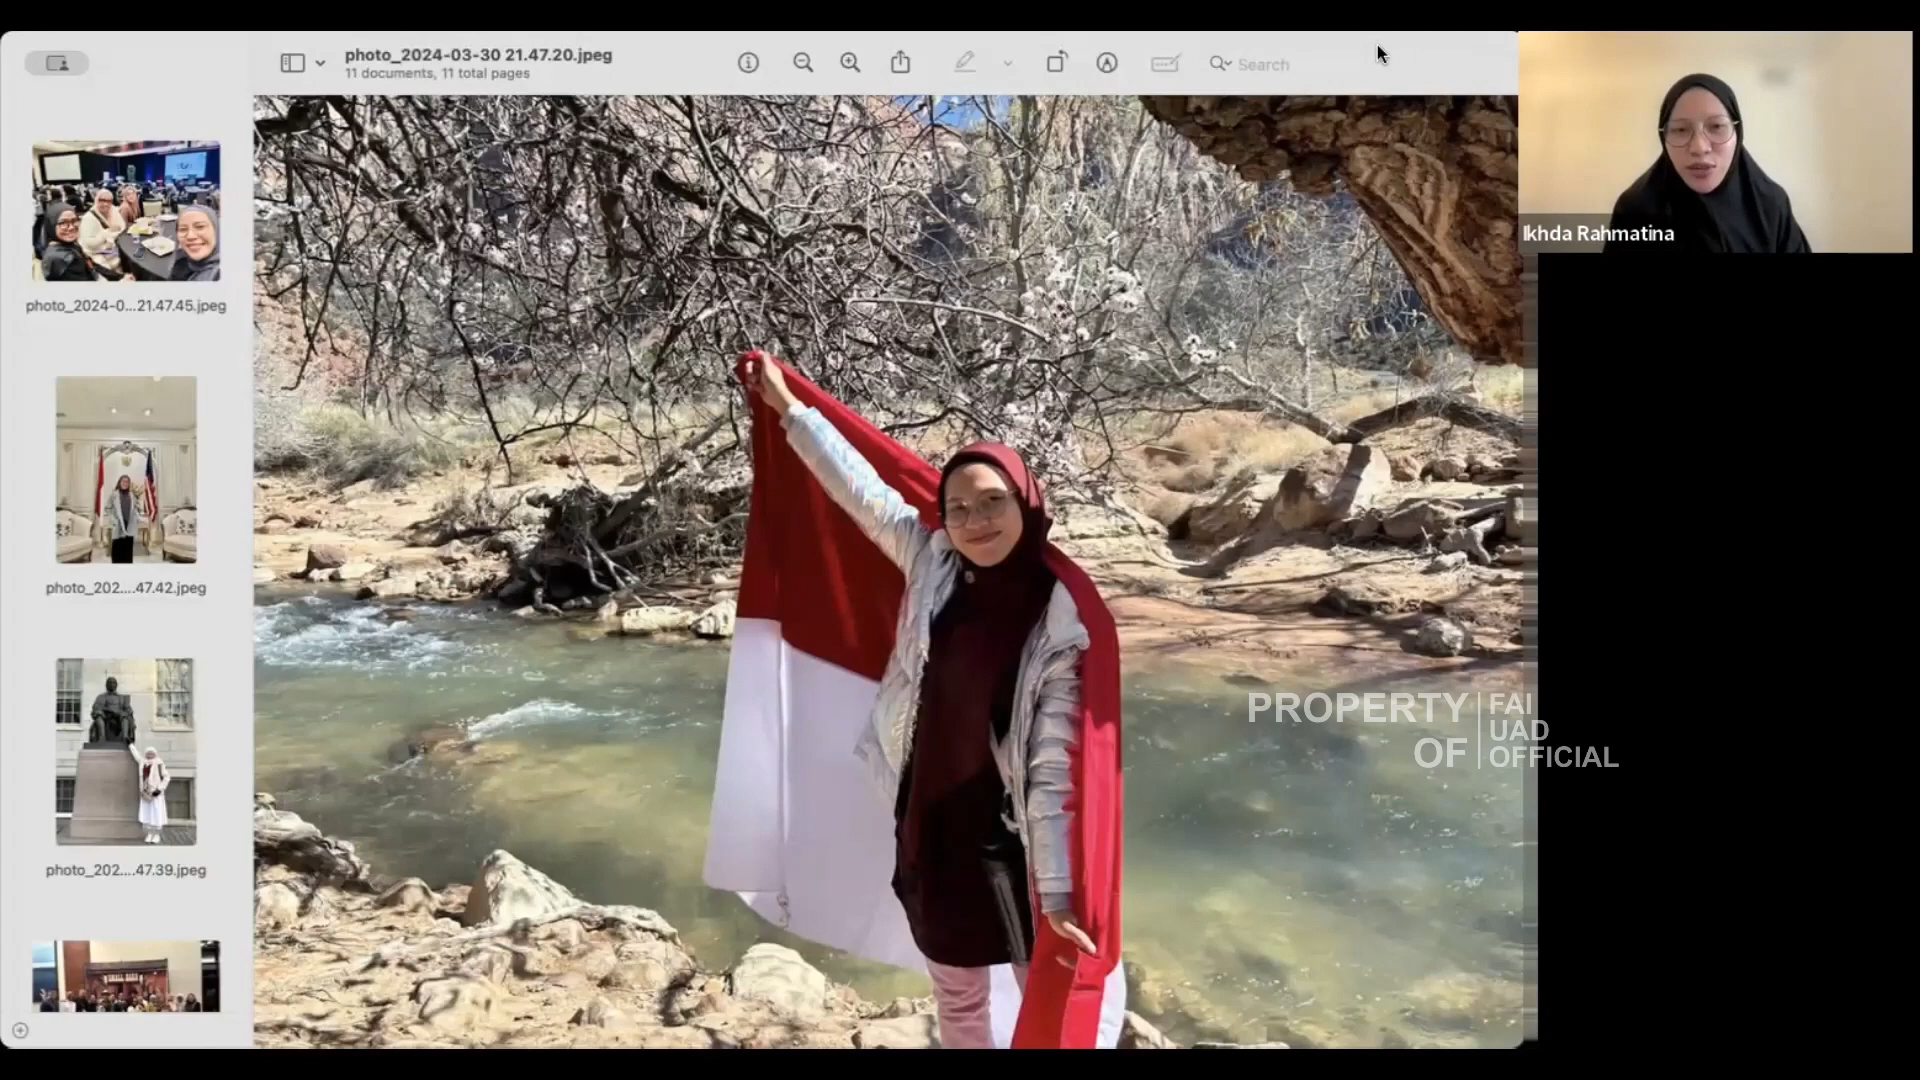 photo_2024-03-30 21.47.20.jpeg
11 documents, 11 total pages
Search
photo_2024-0...21.47.45.jpeg
photo_202....47.42.jpeg
photo_202....47.39.jpeg
Ikhda Rahmatina
PROPERTY OF
FAI
UAD
OFFICIAL